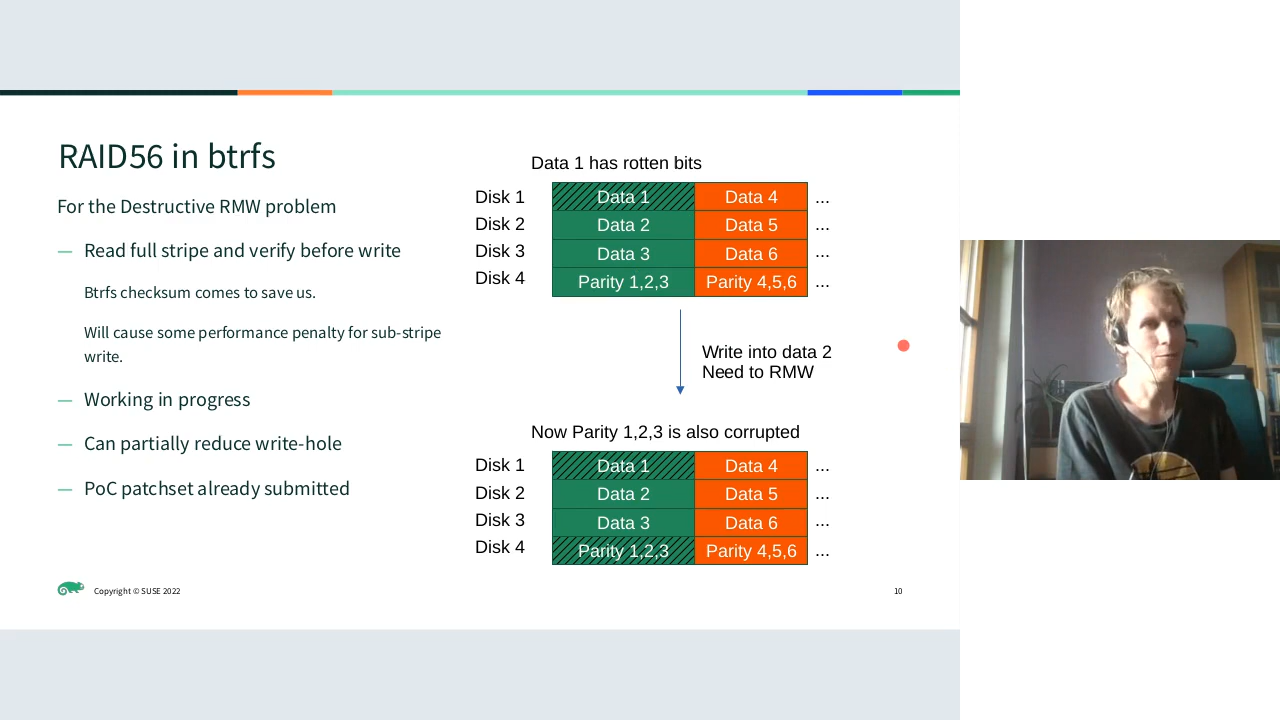 RAID56 in btrfs
For the Destructive RMW problem
— Read full stripe and verify before write
Btrfs checksum comes to save us.
Will cause some performance penalty for sub-stripe
write.
— Working in progress
— Can partially reduce write-hole
— PoC patchset already submitted
Data 1 has rotten bits
Disk 1 Data 1 Data 4 ...
Disk 2 Data 2 Data 5 ...
Disk 3 Data 3 Data 6 ...
Disk 4 Parity 1,2,3 Parity 4,5,6 ...
Write into data 2
Need to RMW
Now Parity 1,2,3 is also corrupted
Disk 1 Data 1 Data 4 ...
Disk 2 Data 2 Data 5 ...
Disk 3 Data 3 Data 6 ...
Disk 4 Parity 1,2,3 Parity 4,5,6 ...
Copyright © SUSE 2022
10